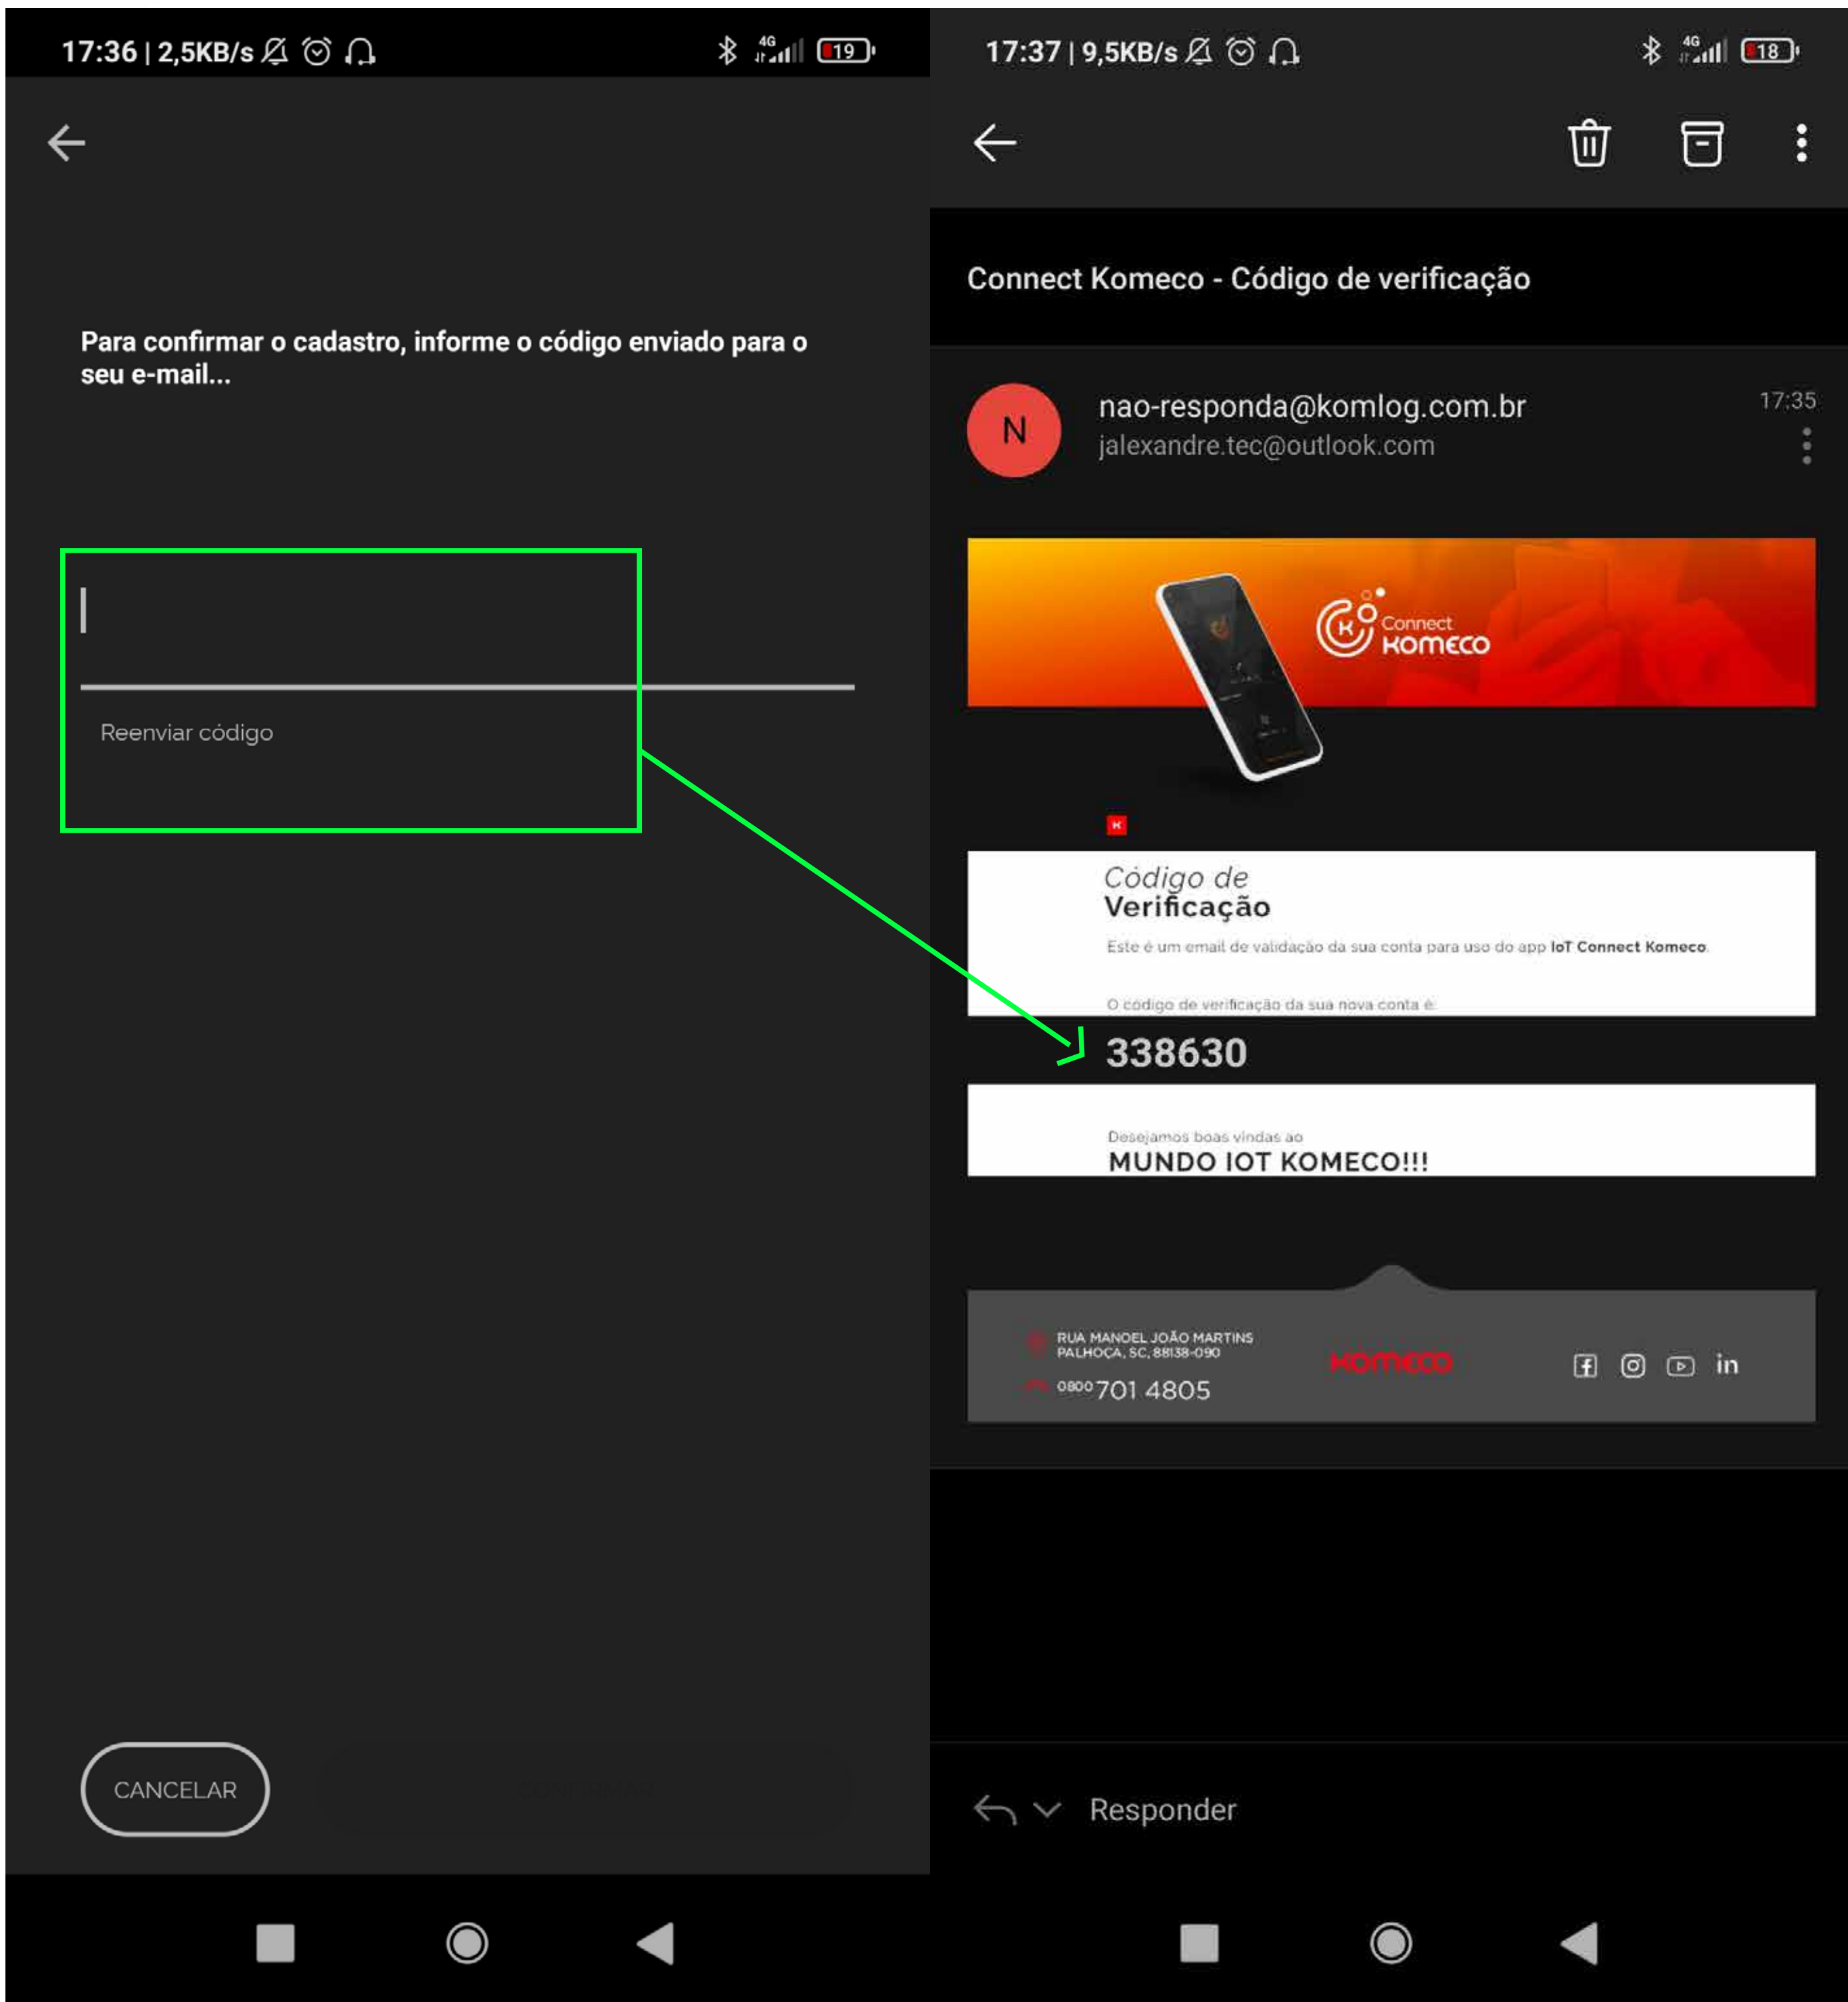 17:36 | 2,5KB/s
4G
19
Para confirmar o cadastro, informe o código enviado para o
seu e-mail...
Reenviar código
CANCELAR
17:37 | 9,5KB/s
4G
18
Connect Komeco - Código de verificação
N
nao-responda@komlog.com.br
17:35
jalexandre.tec@outlook.com
K
Connect
KOMECO
K
Código de
Verificação
Este é um email de validação da sua conta para uso do app IoT Connect Komeco.
O código de verificação da sua nova conta é:
338630
Desejamos boas vindas ao
MUNDO IOT KOMECO!!!
RUA MANOEL JOÃO MARTINS
PALHOÇA, SC, 88138-090
0800 701 4805
KOMECO
in
Responder